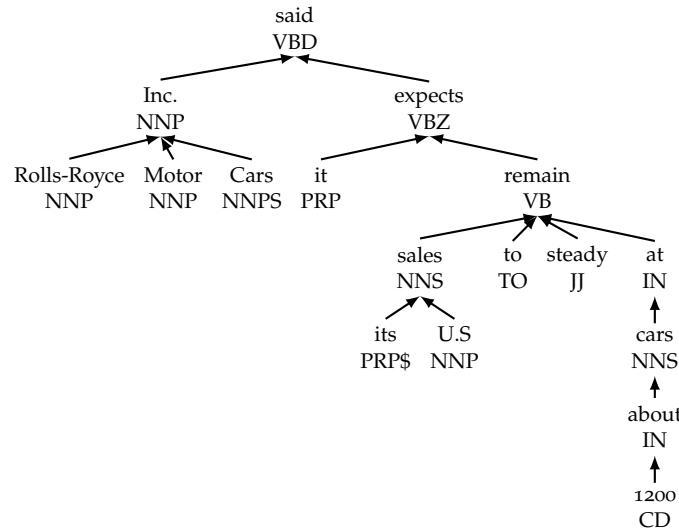 said
VBD
Inc. expects
NNP VBZ
Rolls-Royce Motor Cars it remain
NNP NNP NNPS PRP VB
sales to steady at
NNS TO JJ IN
its U.S cars
PRP$ NNP NNS
about
IN
1200
CD